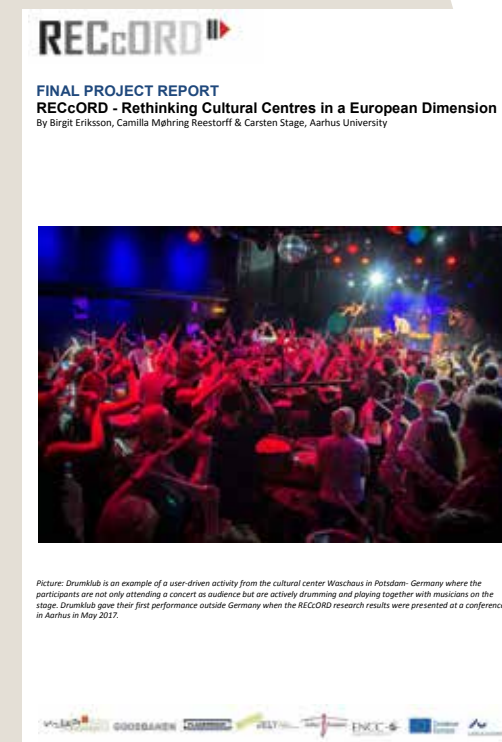 RECcORD
FINAL PROJECT REPORT
RECcORD - Rethinking Cultural Centres in a European Dimension
By Birgit Eriksson, Camilla Møhring Reestorff & Carsten Stage, Aarhus University
Picture: Drumklub is an example of a user-driven activity from the cultural center Waschaus in Potsdam- Germany where the
participants are not only attending a concert as audience but are actively drumming and playing together with musicians on the
stage. Drumklub gave their first performance outside Germany when the RECcORD research results were presented at a conference
in Aarhus in May 2017.
GODSBANEN
ENCC